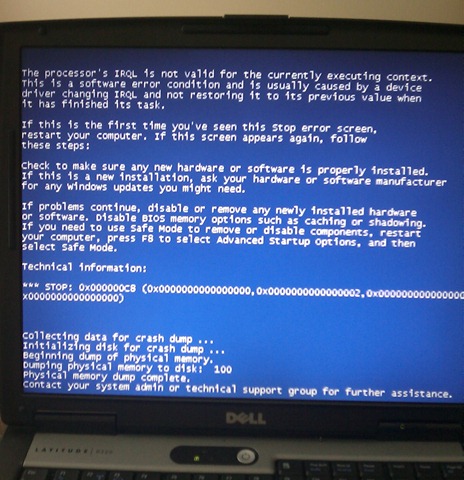 The processor's IRQL is not valid for the currently executing context.
This is a software error condition and is usually caused by a device
driver changing IRQL and not restoring it to its previous value when
it has finished its task.
If this is the first time you've seen this Stop error screen,
restart your computer. If this screen appears again, follow
these steps:
Check to make sure any new hardware or software is properly installed.
If this is a new installation, ask your hardware or software manufacturer
for any Windows updates you might need.
If problems continue, disable or remove any newly installed hardware
or software. Disable BIOS memory options such as caching or shadowing.
If you need to use Safe Mode to remove or disable components, restart
your computer, press F8 to select Advanced Startup Options, and then
select Safe Mode.
Technical information:
*** STOP: 0x000000C8 (0x0000000000000000,0x0000000000000002,0x0000000000000000
x0000000000000000)
Collecting data for crash dump ...
Initializing disk for crash dump ...
Beginning dump of physical memory.
Dumping physical memory to disk: 100
Physical memory dump complete.
Contact your system admin or technical support group for further assistance.
DELL
LATITUDE